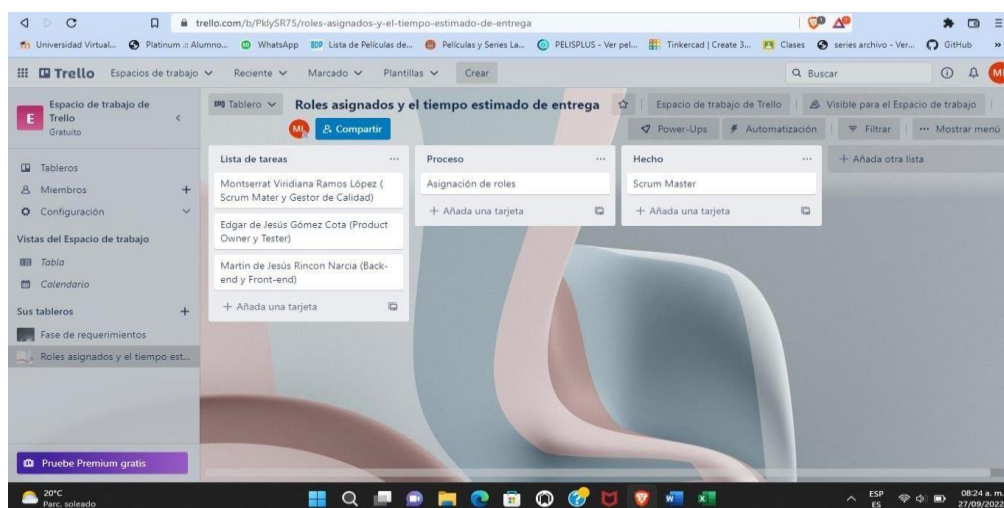 trello.com/b/PklySR75/roles-asignados-y-el-tiempo-estimado-de-entrega
Universidad Virtual... Platinum .: Alumno... WhatsApp BDP Lista de Películas de... Películas y Series La... PELISPLUS - Ver pel... Tinkercad | Create 3... Clases series archivo - Ver... GitHub »
Trello Espacios de trabajo Reciente Marcado Plantillas Crear Buscar
E
Espacio de trabajo de
Trello
Gratuito
Tablero Roles asignados y el tiempo estimado de entrega Espacio de trabajo de Trello Visible para el Espacio de trabajo
Compartir Power-Ups Automatización Filtrar ... Mostrar menú
Tableros
Miembros +
Configuración
Vistas del Espacio de trabajo
Tabla
Calendario
Sus tableros +
Fase de requerimientos
Roles asignados y el tiempo est...
Pruebe Premium gratis
Lista de tareas ...
Montserrat Viridiana Ramos López (
Scrum Mater y Gestor de Calidad)
Edgar de Jesús Gómez Cota (Product
Owner y Tester)
Martin de Jesús Rincon Narcia (Back-
end y Front-end)
+ Añada una tarjeta
Proceso ...
Asignación de roles
+ Añada una tarjeta
Hecho ...
Scrum Master
+ Añada una tarjeta
+ Añada otra lista
20°C
Parc. soleado
ESP
ES
08:24 a. m.
27/09/2022